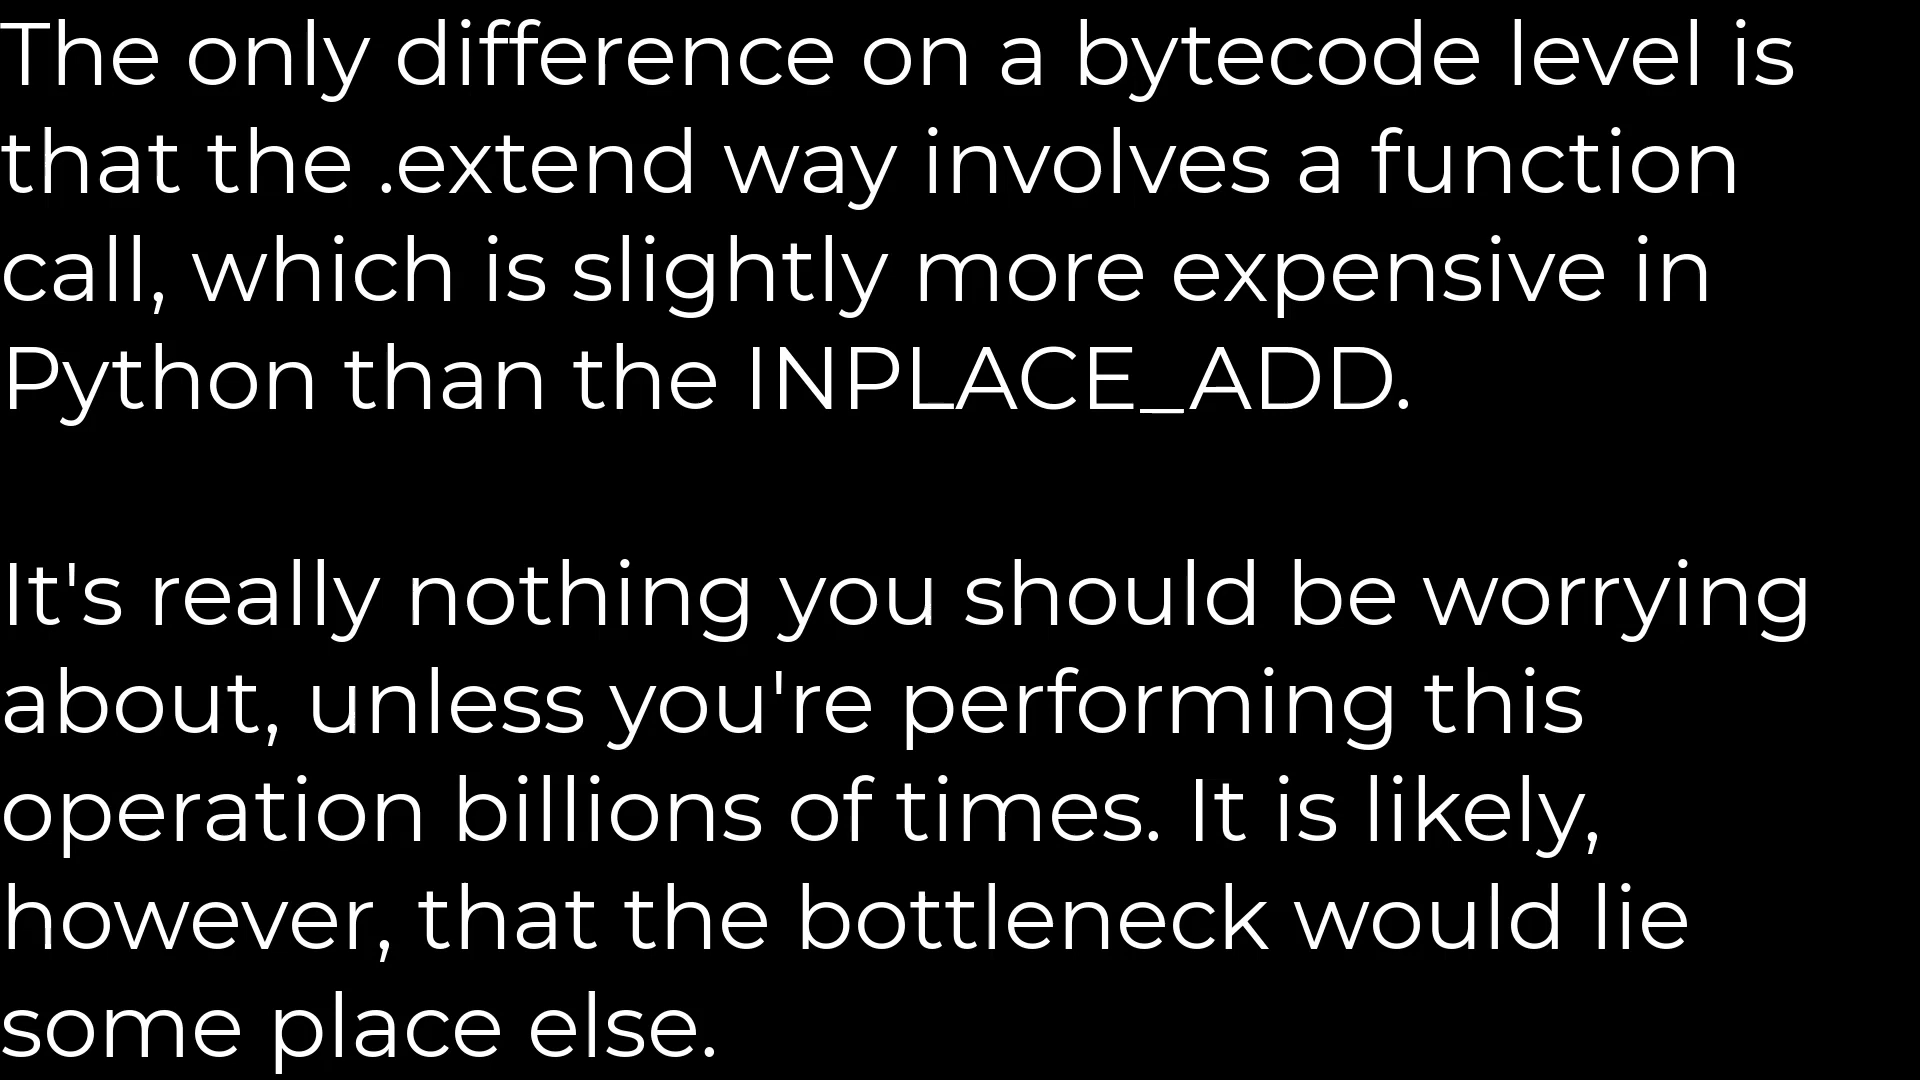 The only difference on a bytecode level is
that the .extend way involves a function
call, which is slightly more expensive in
Python than the INPLACE_ADD.
It's really nothing you should be worrying
about, unless you're performing this
operation billions of times. It is likely,
however, that the bottleneck would lie
some place else.